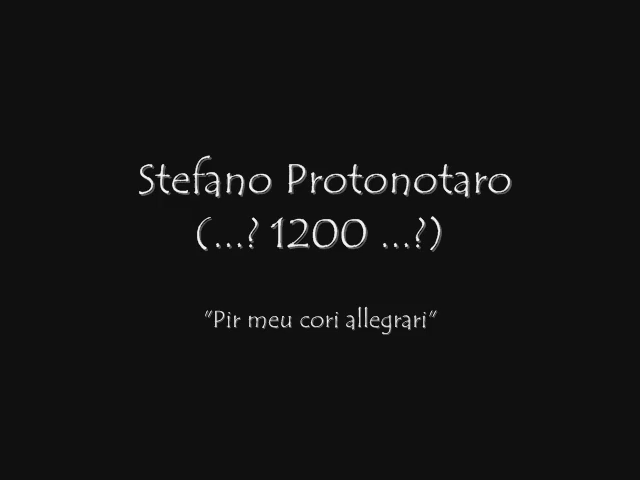 Stefano Protonotaro
(...? 1200 ...?)
"Pir meu cori allegrari"